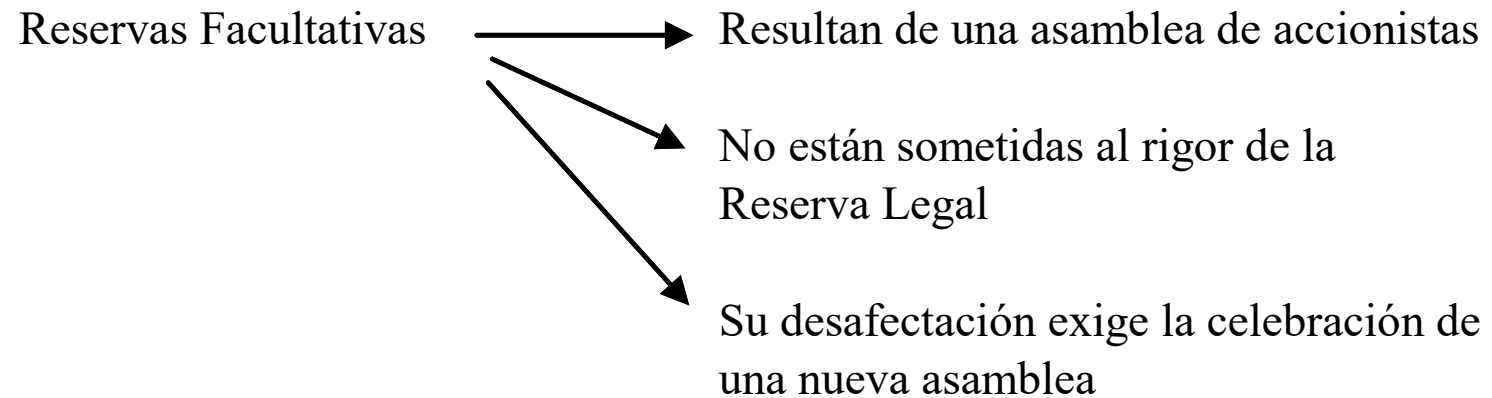 Reservas Facultativas
Resultan de una asamblea de accionistas
No están sometidas al rigor de la
Reserva Legal
Su desafectación exige la celebración de
una nueva asamblea